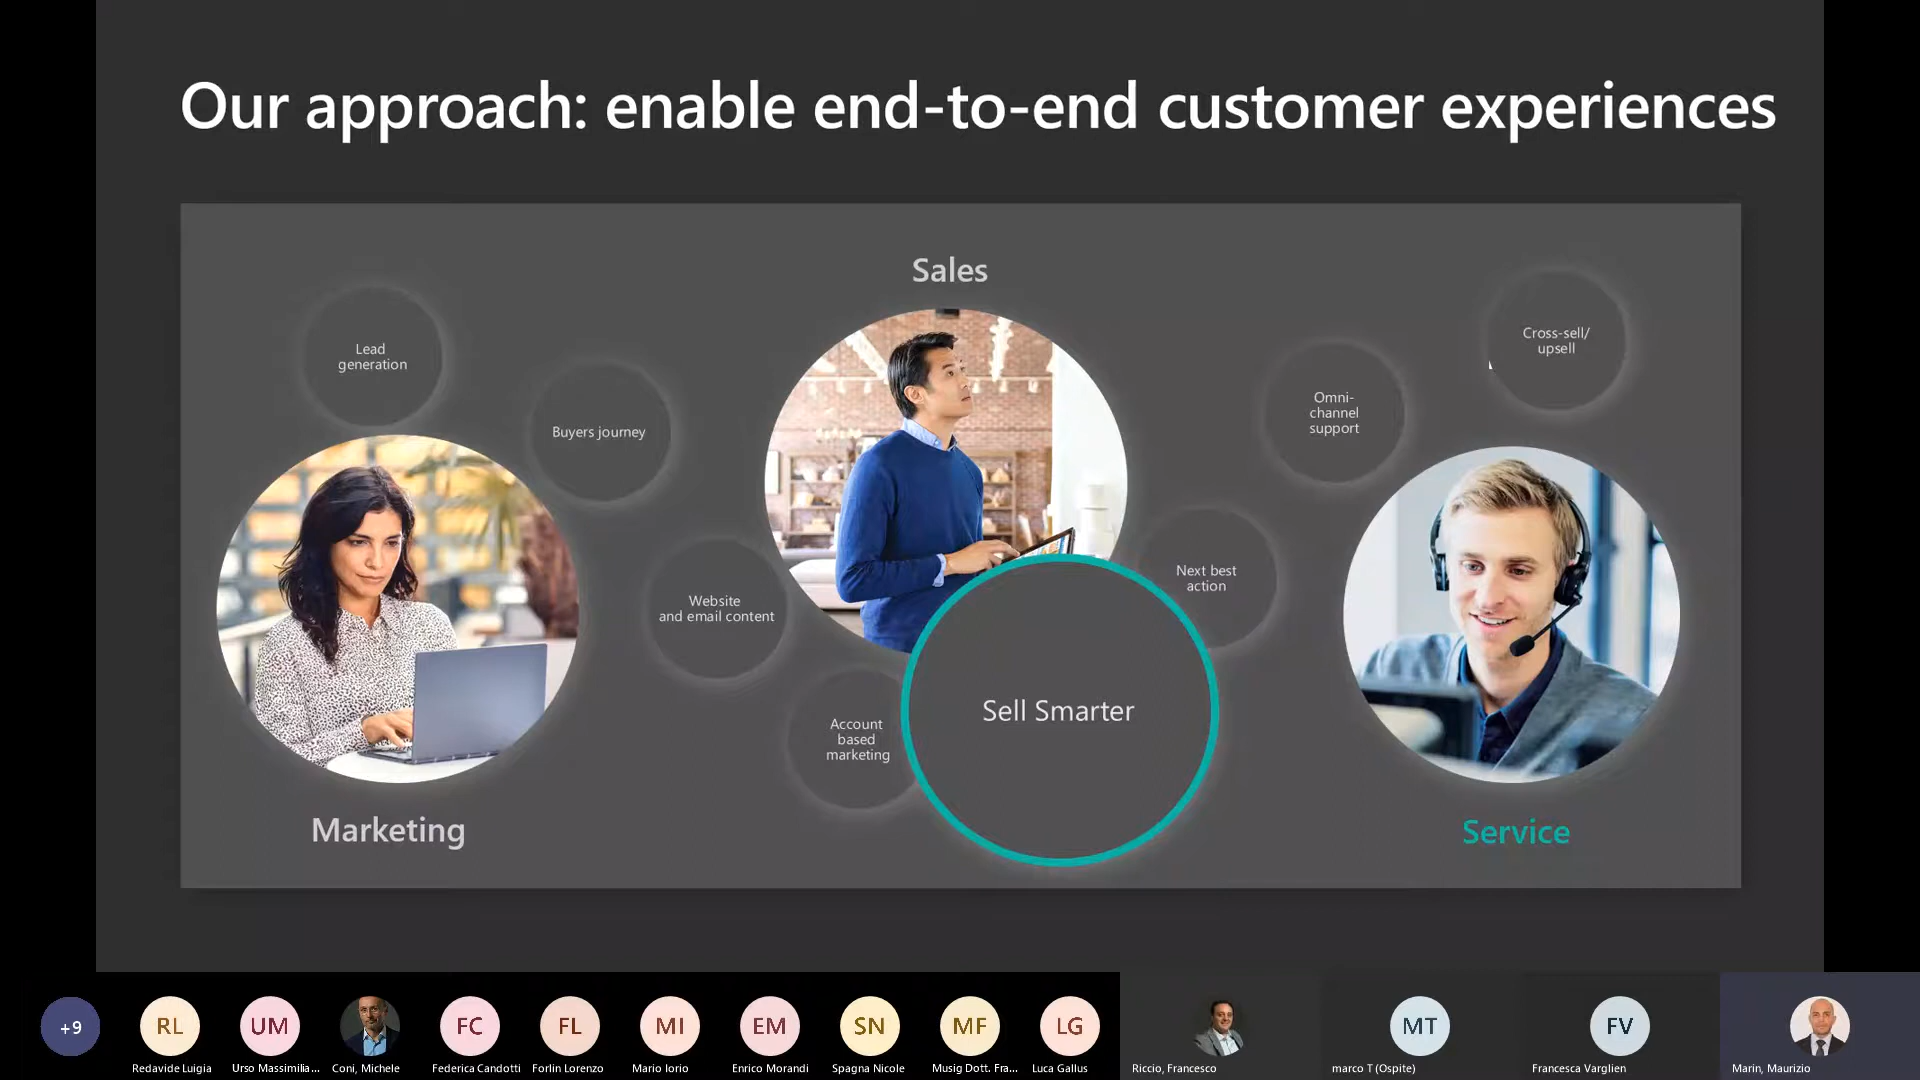 Our approach: enable end-to-end customer experiences
Sales
Lead
generation
Buyers journey
Website
and email content
Account
based
marketing
Sell Smarter
Next best
action
Omni-
channel
support
Cross-sell/
upsell
Marketing
Service
+9
RL
UM
FC
FL
MI
EM
SN
MF
LG
MT
FV
Redavide Luigia
Urso Massimilia...
Coni, Michele
Federica Candotti
Forlin Lorenzo
Mario Iorio
Enrico Morandi
Spagna Nicole
Musig Dott. Fra...
Luca Gallus
Riccio, Francesco
marco T (Ospite)
Francesca Varglien
Marin, Maurizio